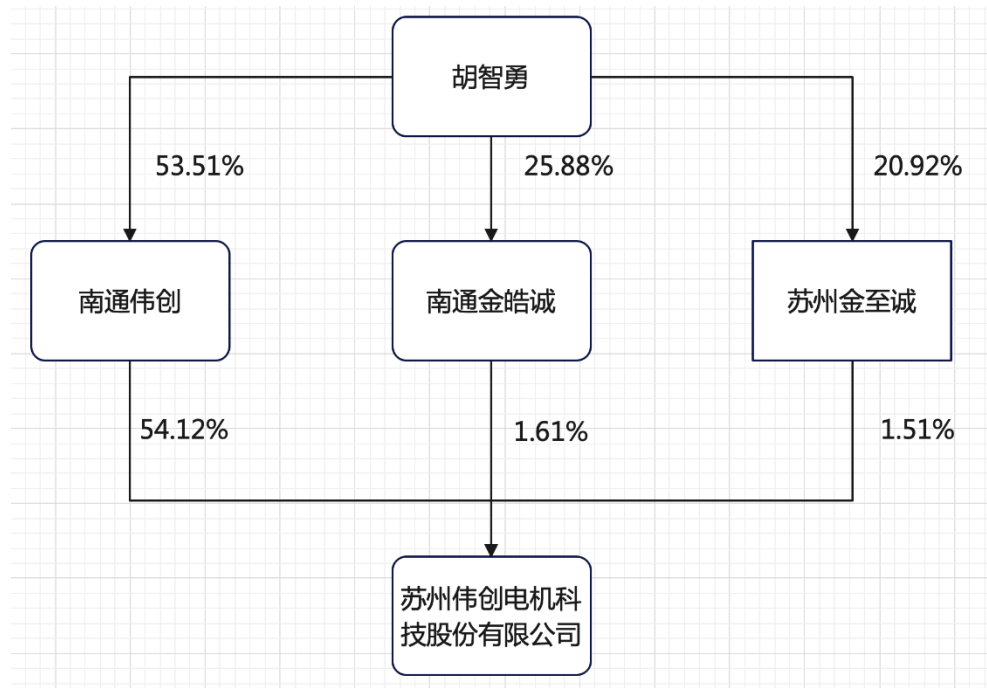 胡智勇
53.51%
25.88%
20.92%
南通伟创
南通金皓诚
苏州金至诚
54.12%
1.61%
1.51%
苏州伟创电机科
技股份有限公司